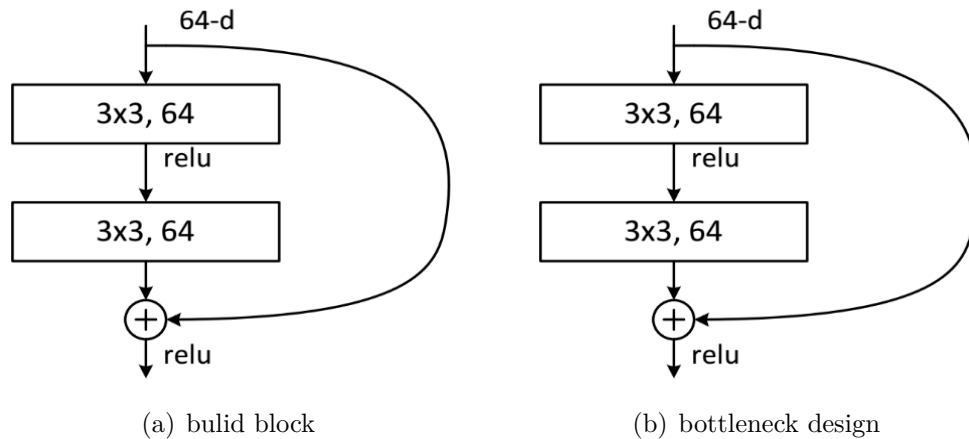 64-d
3x3, 64
relu
3x3, 64
+
relu
(a) bulid block
64-d
3x3, 64
relu
3x3, 64
+
relu
(b) bottleneck design